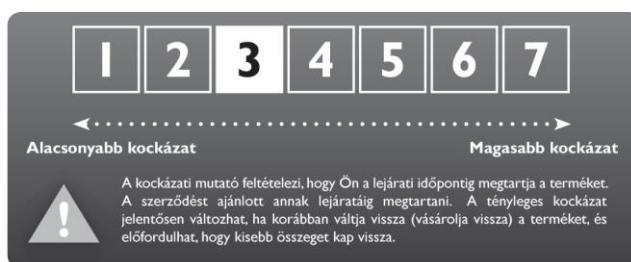 1 2 3 4 5 6 7
Alacsonyabb kockázat Magasabb kockázat
A kockázati mutató feltételezi, hogy Ön a lejárati időpontig megtartja a terméket.
A szerződést ajánlott annak lejáratáig megtartani. A tényleges kockázat
jelentősen változhat, ha korábban váltja vissza (vásárolja vissza) a terméket, és
előfordulhat, hogy kisebb összeget kap vissza.